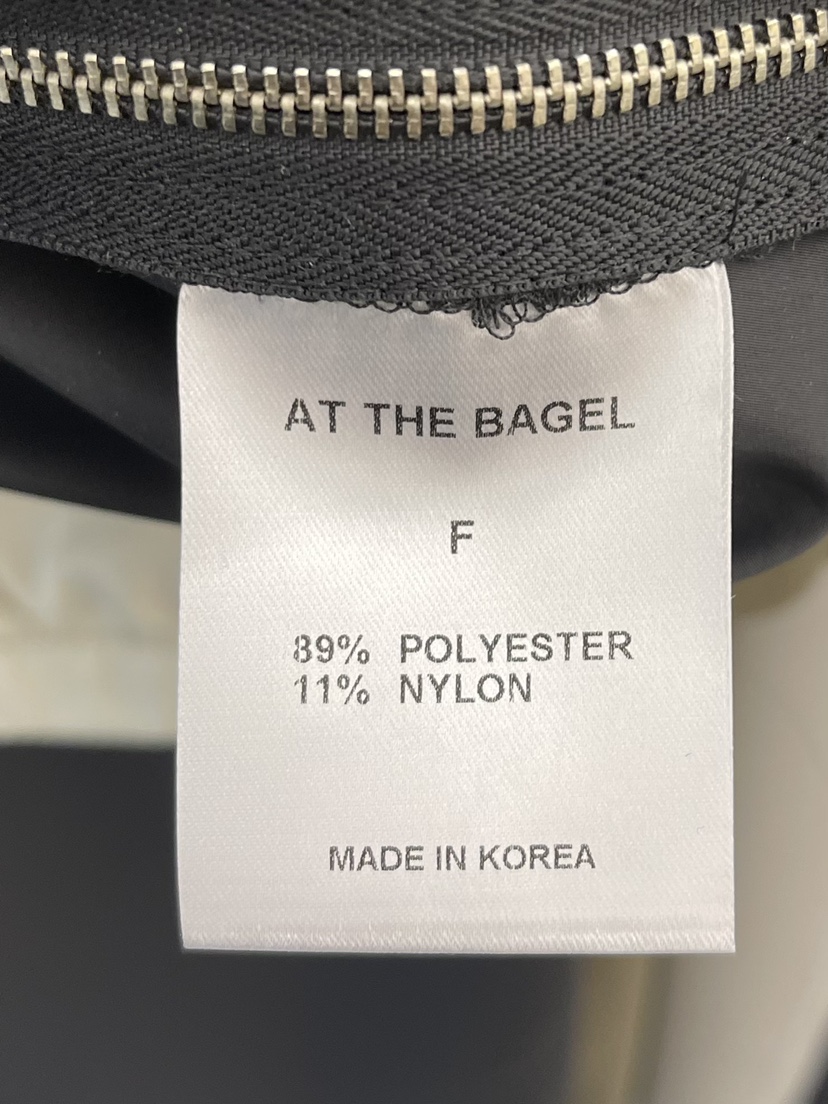 AT THE BAGEL
F
89% POLYESTER
11% NYLON
MADE IN KOREA